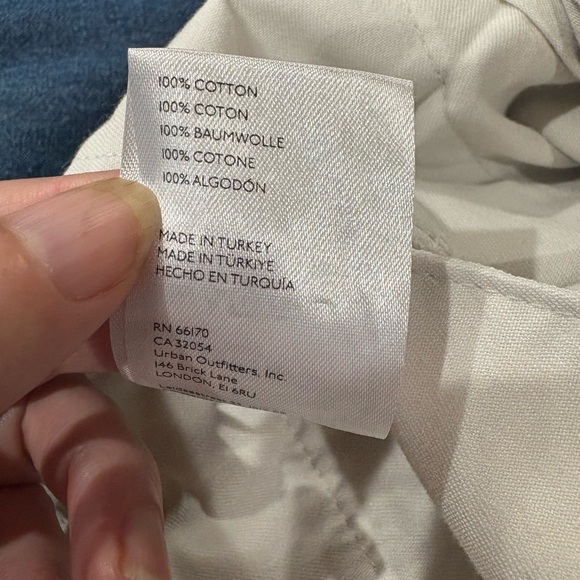 100% COTTON
100% COTON
100% BAUMWOLLE
100% COTONE
100% ALGODÓN
MADE IN TURKEY
MADE IN TÜRKIYE
HECHO EN TURQUÍA
RN 66170
CA 32054
Urban Outfitters, Inc.
146 Brick Lane
LONDON, E1 6RU